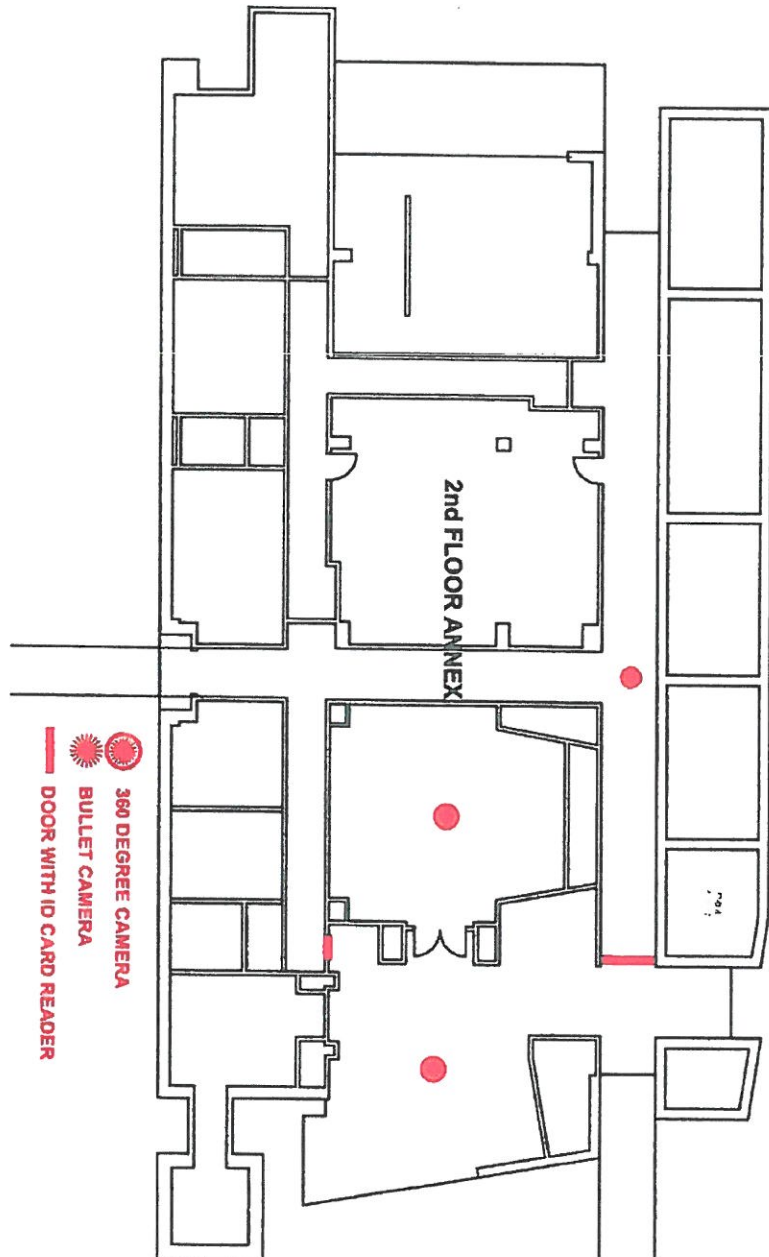 2nd FLOOR ANNEX
360 DEGREE CAMERA
BULLET CAMERA
DOOR WITH ID CARD READER